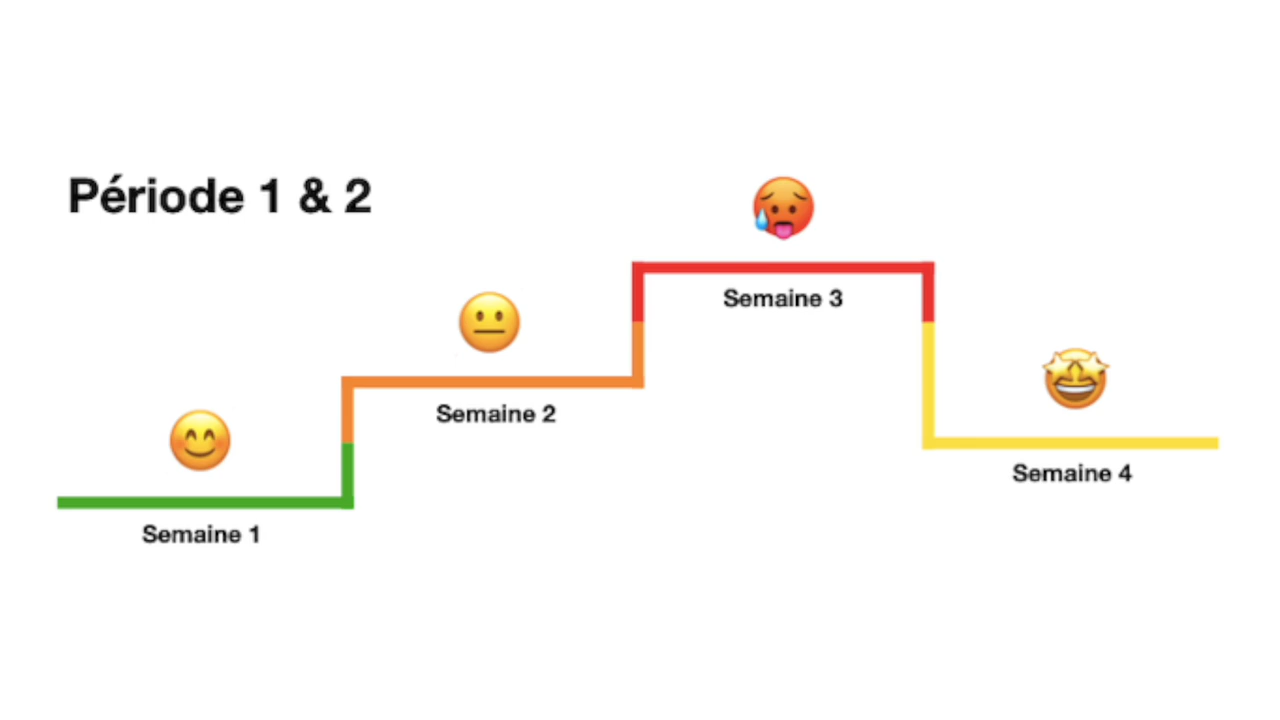 Période 1 & 2
Semaine 1
Semaine 2
Semaine 3
Semaine 4